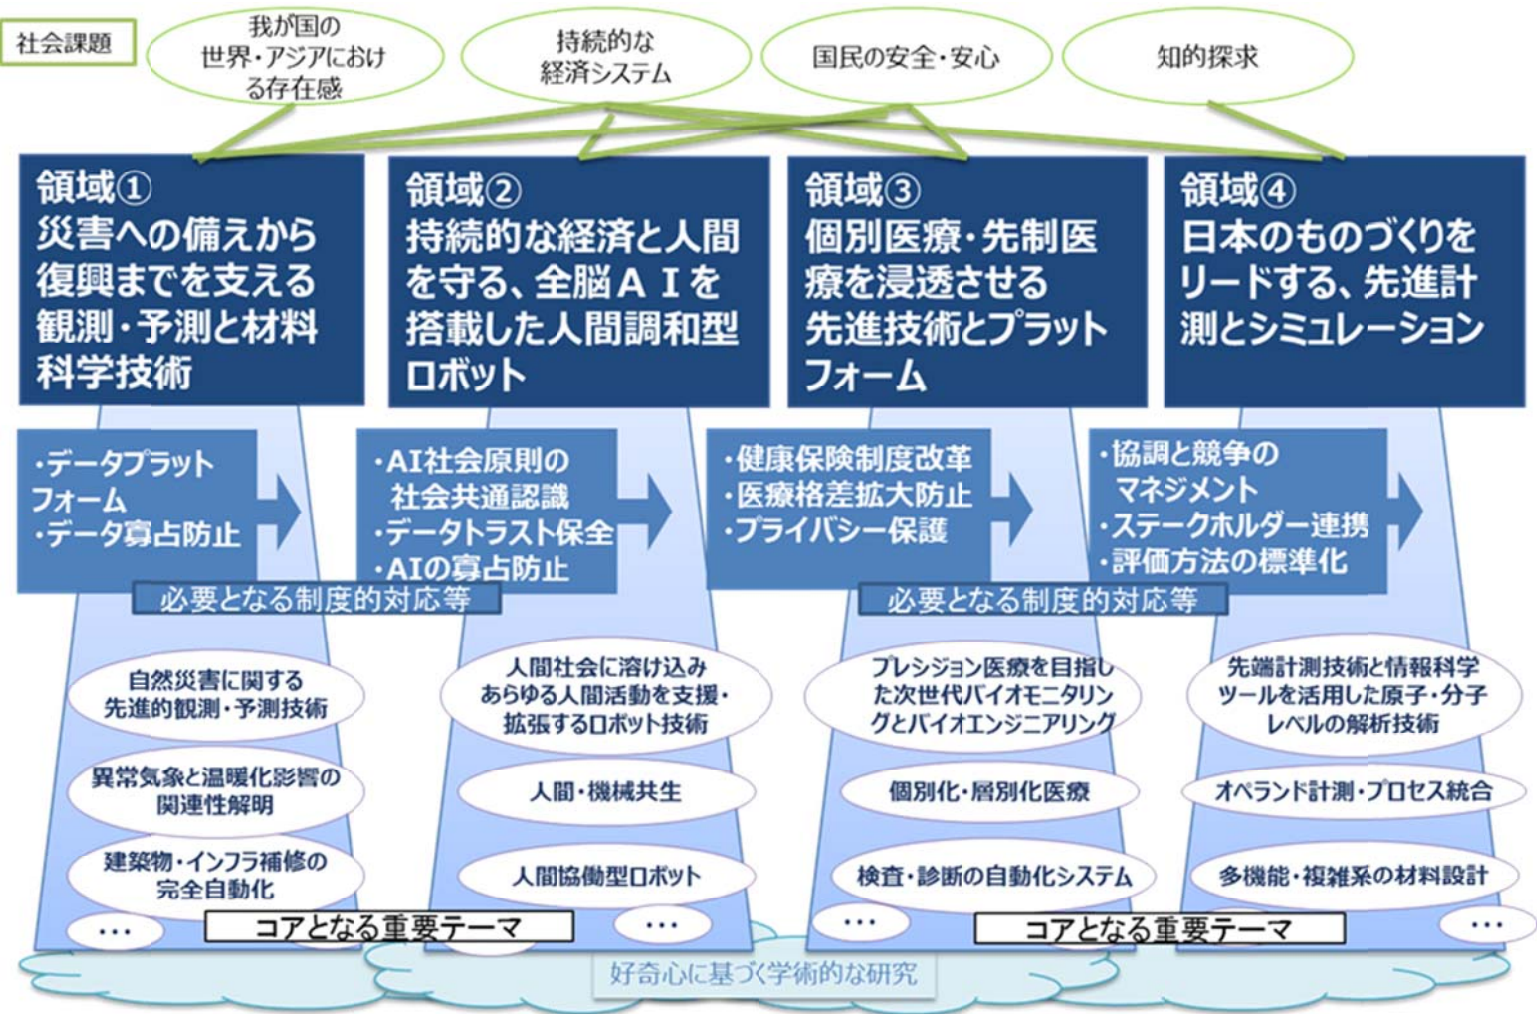 社会課題
我が国の
世界・アジアにおけ
る存在感
持続的な
経済システム
国民の安全・安心
知的探求
領域①
災害への備えから
復興までを支える
観測・予測と材料
科学技術
領域②
持続的な経済と人間
を守る、全脳ＡＩを
搭載した人間調和型
ロボット
領域③
個別医療・先制医
療を浸透させる
先進技術とプラット
フォーム
領域④
日本のものづくりを
リードする、先進計
測とシミュレーション
・データプラット
フォーム
・データ寡占防止
・AI社会原則の
社会共通認識
・データトラスト保全
・AIの寡占防止
・健康保険制度改革
・医療格差拡大防止
・プライバシー保護
・協調と競争の
マネジメント
・ステークホルダー連携
・評価方法の標準化
必要となる制度的対応等
必要となる制度的対応等
自然災害に関する
先進的観測・予測技術
異常気象と温暖化影響の
関連性解明
建築物・インフラ補修の
完全自動化
…
人間社会に溶け込み
あらゆる人間活動を支援・
拡張するロボット技術
人間・機械共生
人間協働型ロボット
…
プレシジョン医療を目指し
た次世代バイオモニタリン
グとバイオエンジニアリング
個別化・層別化医療
検査・診断の自動化システム
…
先端計測技術と情報科学
ツールを活用した原子・分子
レベルの解析技術
オペランド計測・プロセス統合
多機能・複雑系の材料設計
…
コアとなる重要テーマ
コアとなる重要テーマ
好奇心に基づく学術的な研究